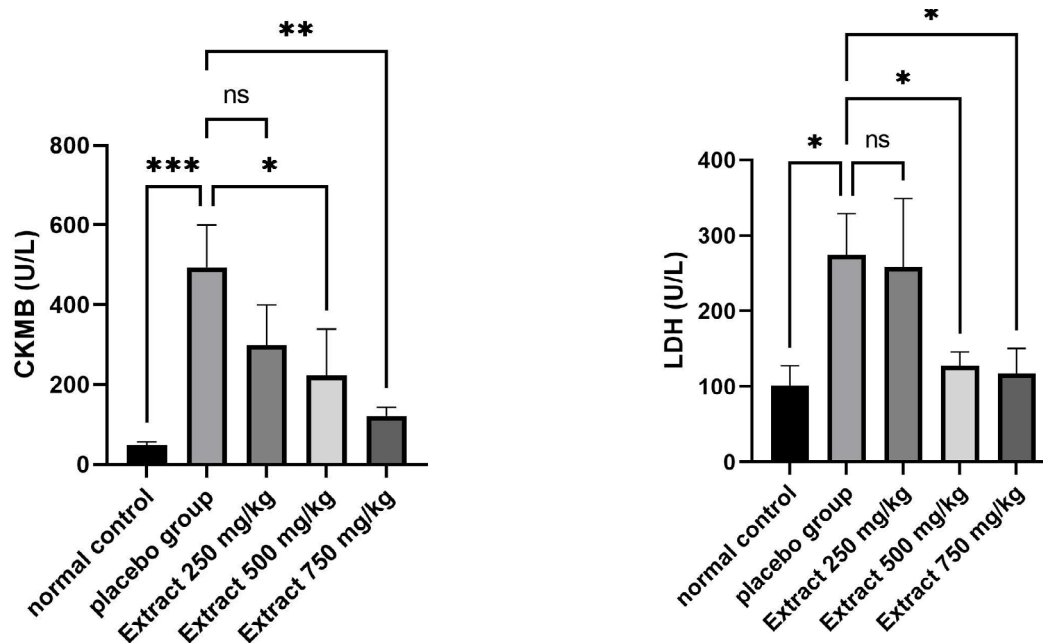 **
ns
***
*
CKMB (U/L)
800
600
400
200
0
normal control
placebo group
Extract 250 mg/kg
Extract 500 mg/kg
Extract 750 mg/kg
*
*
*
ns
LDH (U/L)
400
300
200
100
0
normal control
placebo group
Extract 250 mg/kg
Extract 500 mg/kg
Extract 750 mg/kg